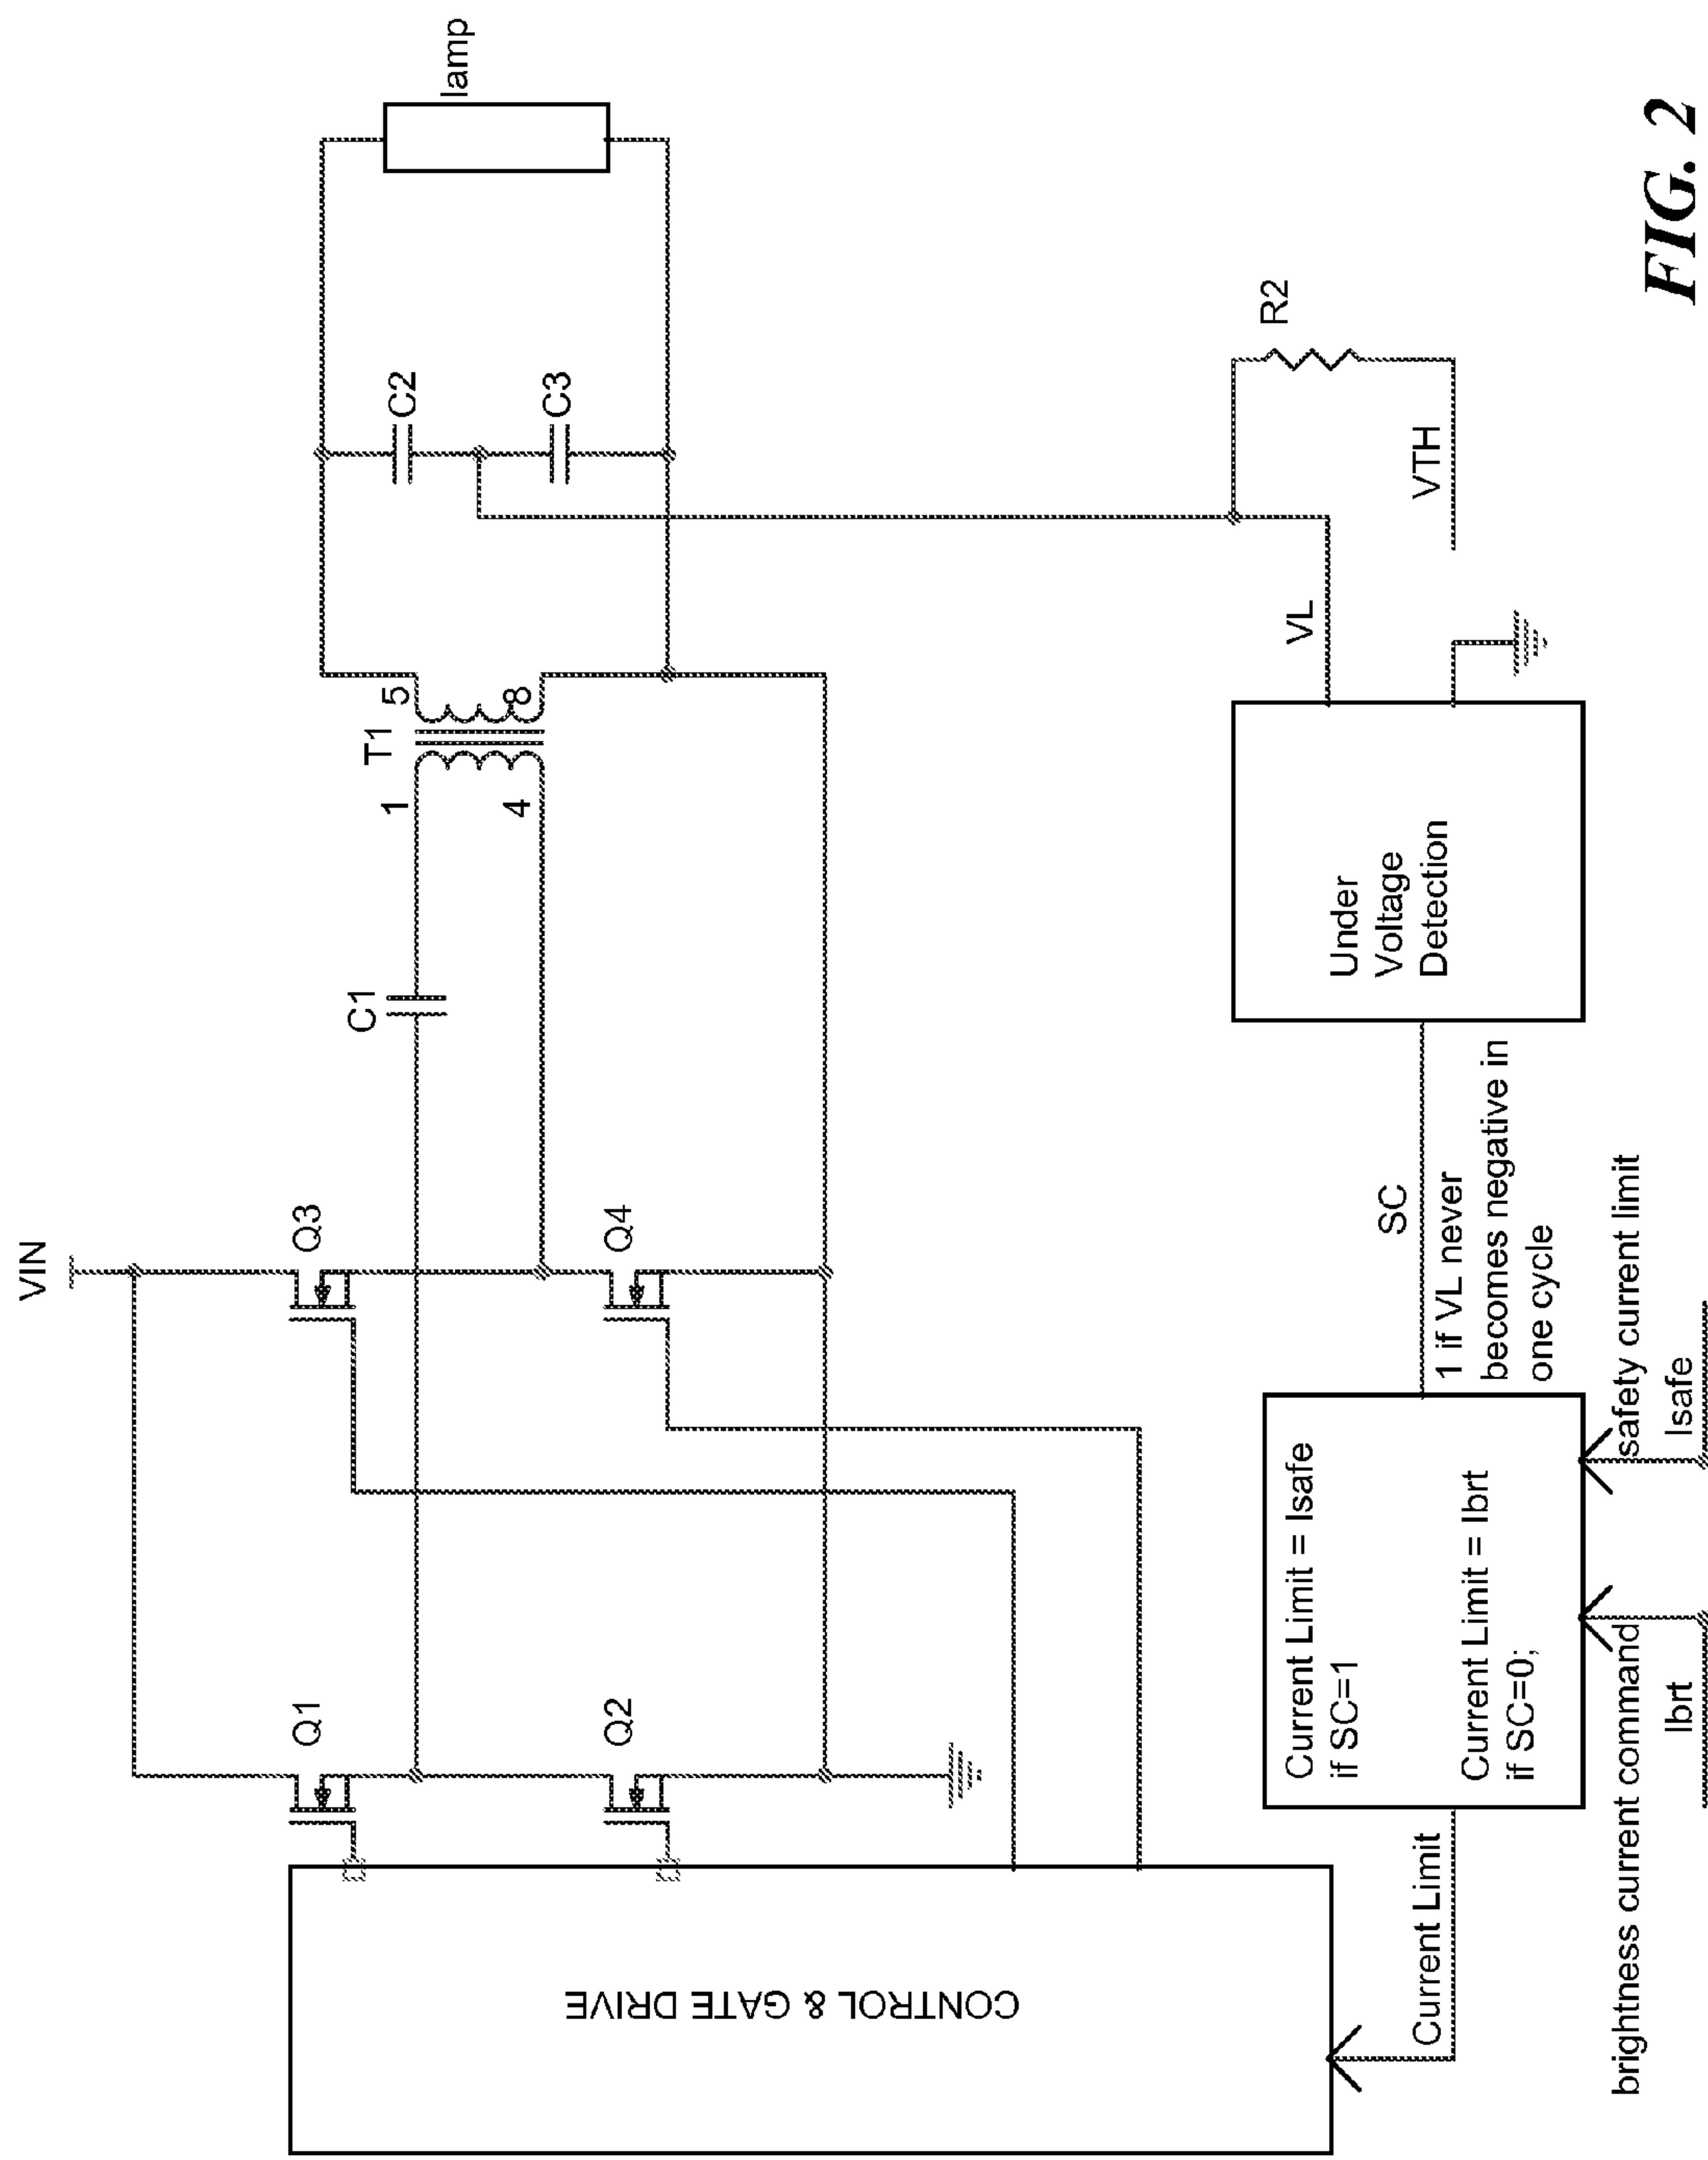 VIN
Q1
Q3
C1
T1
1
5
4
8
C2
C3
lamp
Q2
Q4
CONTROL & GATE DRIVE
R2
VL
VTH
Current Limit = Isafe
if SC=1
Current Limit = Ibrt
if SC=0;
SC
1 if VL never
becomes negative in
one cycle
Under
Voltage
Detection
Current Limit
brightness current command
Ibrt
safety current limit
Isafe
FIG. 2